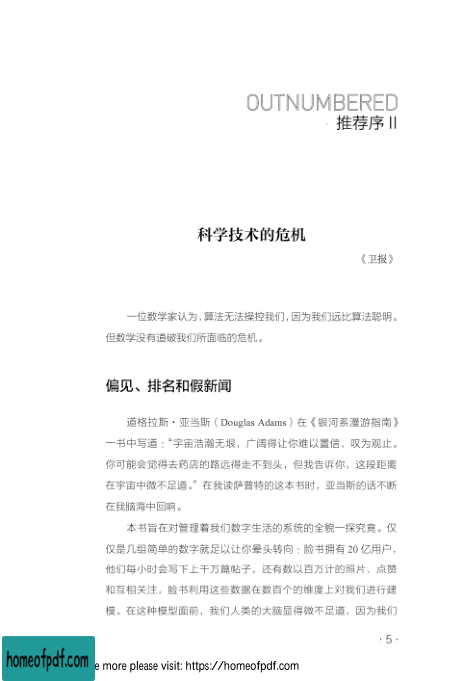 OUTNUMBERED
推荐序 II
科学技术的危机
《卫报》
一位数学家认为，算法无法操控我们，因为我们远比算法聪明。
但数学没有道破我们所面临的危机。
偏见、排名和假新闻
道格拉斯·亚当斯（Douglas Adams）在《银河系漫游指南》
一书中写道：“宇宙浩瀚无垠，广阔得让你难以置信、叹为观止。
你可能会觉得去药店的路远得走不到头，但我告诉你，这段距离
在宇宙中微不足道。”在我读萨普特的这本书时，亚当斯的话不断
在我脑海中回响。
本书旨在对管理着我们数字生活的系统的全貌一探究竟。仅
仅是几组简单的数字就足以让你晕头转向：脸书拥有 20 亿用户，
他们每小时会写下上千万篇帖子，还有数以百万计的照片、点赞
和互相关注，脸书利用这些数据在数百个的维度上对我们进行建
模。在这种模型面前，我们人类的大脑显得微不足道，因为我们
· 5 ·
homeofpdf.com
e more please visit: https://homeofpdf.com